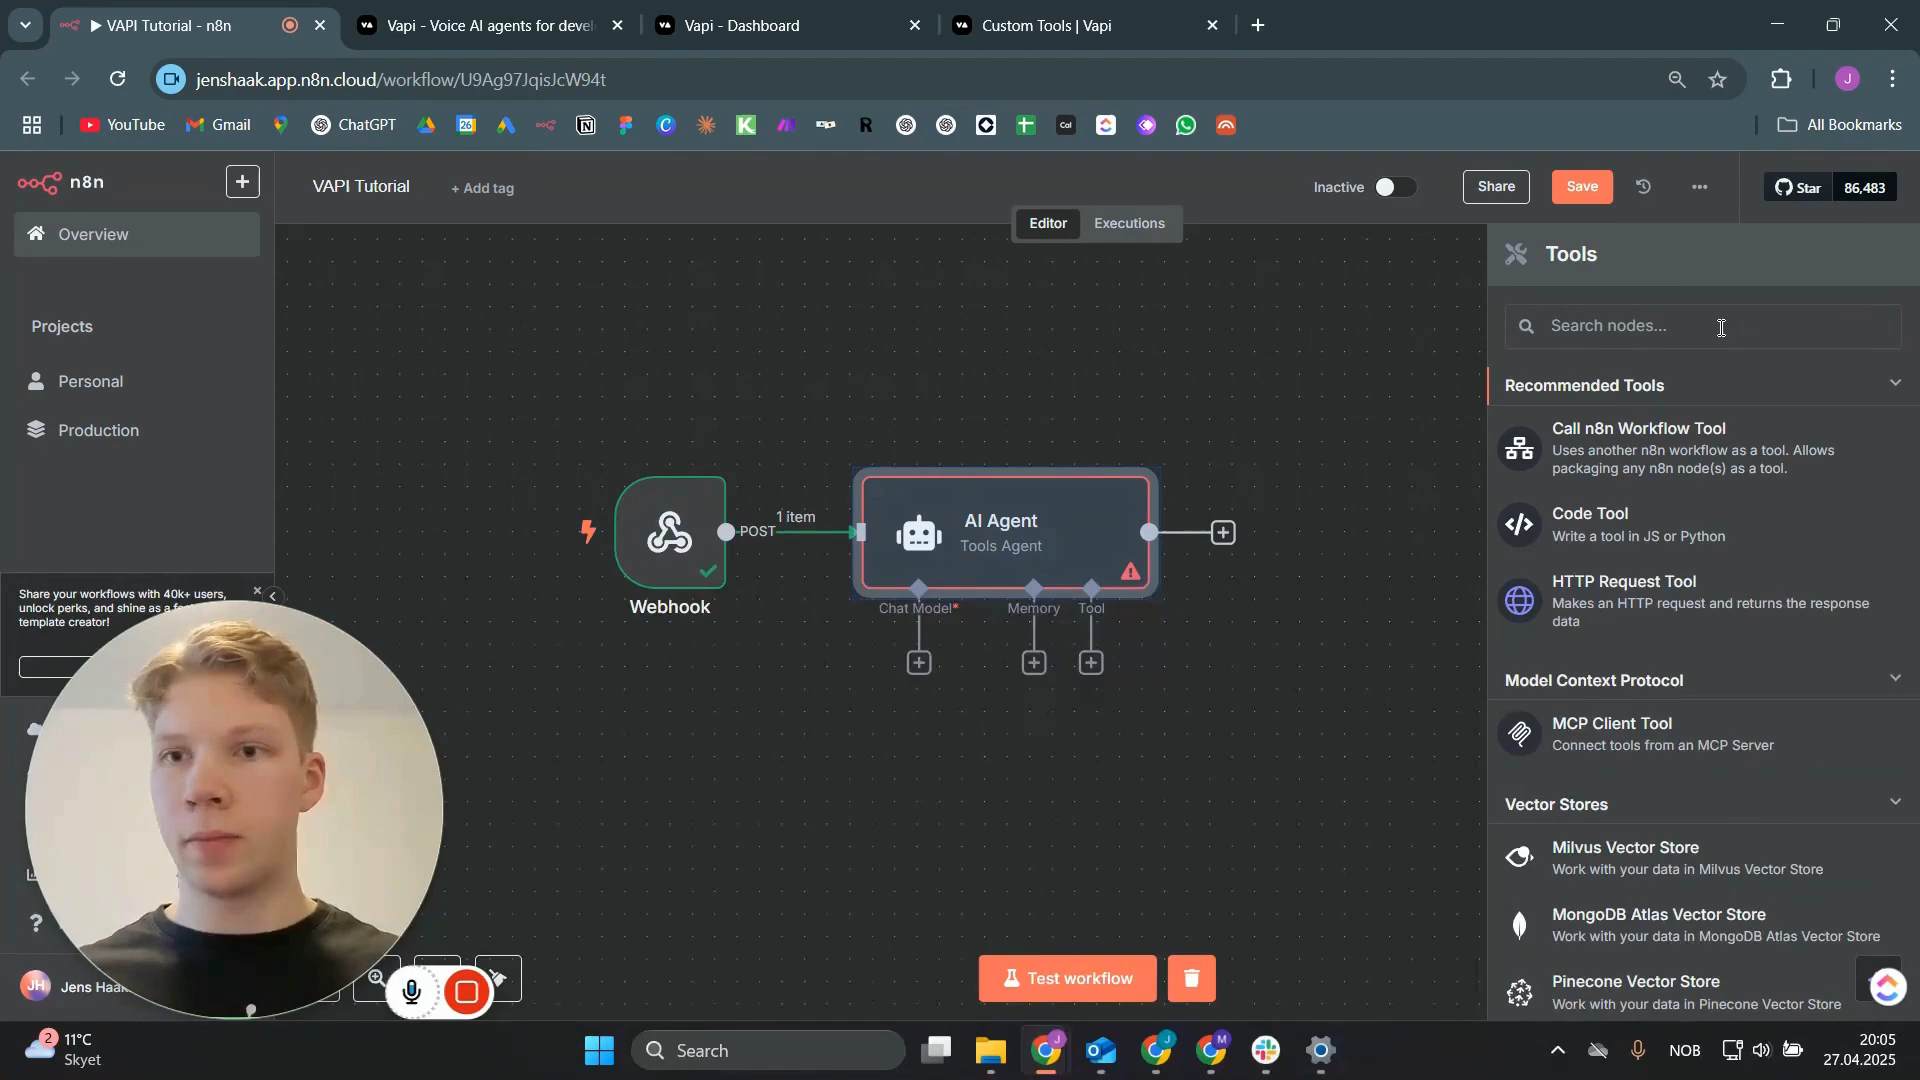 VAPI Tutorial - n8n
Vapi - Voice AI agents for devel
Vapi - Dashboard
Custom Tools | Vapi
jenshaak.app.n8n.cloud/workflow/U9Ag97JqisJcW94t
J
YouTube
Gmail
ChatGPT
26
K
R
Cal
All Bookmarks
n8n
VAPI Tutorial
+ Add tag
Inactive
Share
Save
Star
86,483
Editor
Executions
Overview
Projects
Personal
Production
Share your workflows with 40k+ users,
unlock perks, and shine as a
template creator!
JH
Jens Haa
POST
1 item
Webhook
AI Agent
Tools Agent
Chat Model*
Memory
Tool
Test workflow
Tools
Search nodes...
Recommended Tools
Call n8n Workflow Tool
Uses another n8n workflow as a tool. Allows
packaging any n8n node(s) as a tool.
Code Tool
Write a tool in JS or Python
HTTP Request Tool
Makes an HTTP request and returns the response
data
Model Context Protocol
MCP Client Tool
Connect tools from an MCP Server
Vector Stores
Milvus Vector Store
Work with your data in Milvus Vector Store
MongoDB Atlas Vector Store
Work with your data in MongoDB Atlas Vector Store
Pinecone Vector Store
Work with your data in Pinecone Vector Store
2
11°C
Skyet
Search
J
J
M
NOB
20:05
27.04.2025